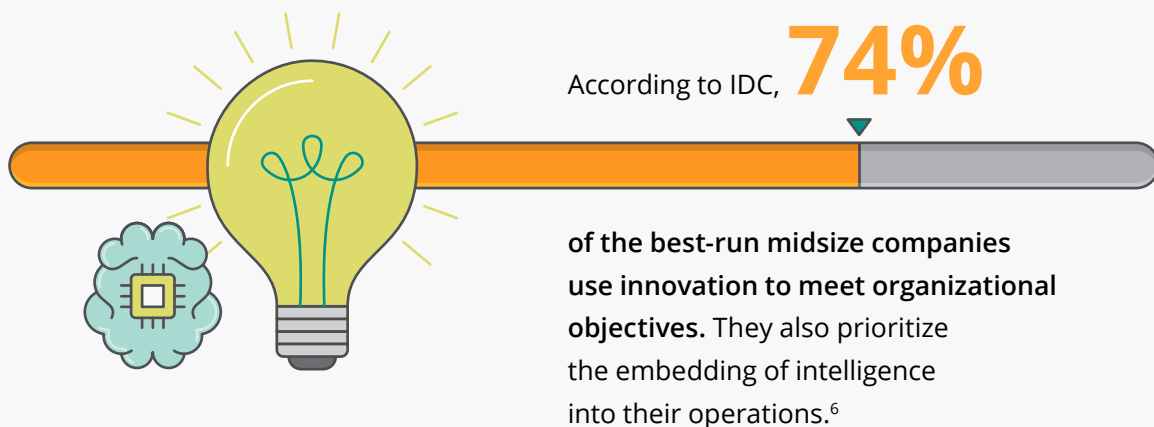 According to IDC, 74%
of the best-run midsize companies
use innovation to meet organizational
objectives. They also prioritize
the embedding of intelligence
into their operations.⁶